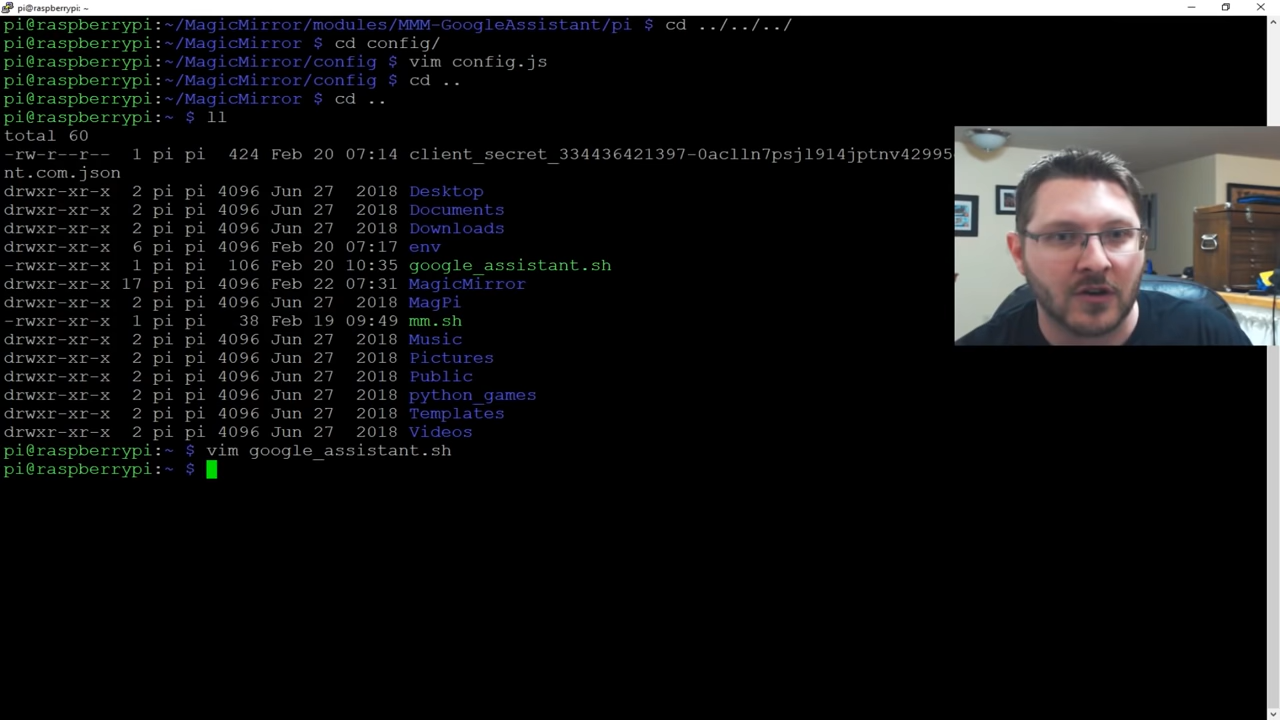 pi@raspberrypi: ~
pi@raspberrypi:~/MagicMirror/modules/MMM-GoogleAssistant/pi $ cd ../../../
pi@raspberrypi:~/MagicMirror $ cd config/
pi@raspberrypi:~/MagicMirror/config $ vim config.js
pi@raspberrypi:~/MagicMirror/config $ cd ..
pi@raspberrypi:~/MagicMirror $ cd ..
pi@raspberrypi:~ $ ll
total 60
-rw-r--r-- 1 pi pi 424 Feb 20 07:14 client_secret_334436421397-0aclln7psjl914jptnv42995
nt.com.json
drwxr-xr-x 2 pi pi 4096 Jun 27 2018 Desktop
drwxr-xr-x 2 pi pi 4096 Jun 27 2018 Documents
drwxr-xr-x 2 pi pi 4096 Jun 27 2018 Downloads
drwxr-xr-x 6 pi pi 4096 Feb 20 07:17 env
-rwxr-xr-x 1 pi pi 106 Feb 20 10:35 google_assistant.sh
drwxr-xr-x 17 pi pi 4096 Feb 22 07:31 MagicMirror
drwxr-xr-x 2 pi pi 4096 Jun 27 2018 MagPi
-rwxr-xr-x 1 pi pi 38 Feb 19 09:49 mm.sh
drwxr-xr-x 2 pi pi 4096 Jun 27 2018 Music
drwxr-xr-x 2 pi pi 4096 Jun 27 2018 Pictures
drwxr-xr-x 2 pi pi 4096 Jun 27 2018 Public
drwxr-xr-x 2 pi pi 4096 Jun 27 2018 python_games
drwxr-xr-x 2 pi pi 4096 Jun 27 2018 Templates
drwxr-xr-x 2 pi pi 4096 Jun 27 2018 Videos
pi@raspberrypi:~ $ vim google_assistant.sh
pi@raspberrypi:~ $